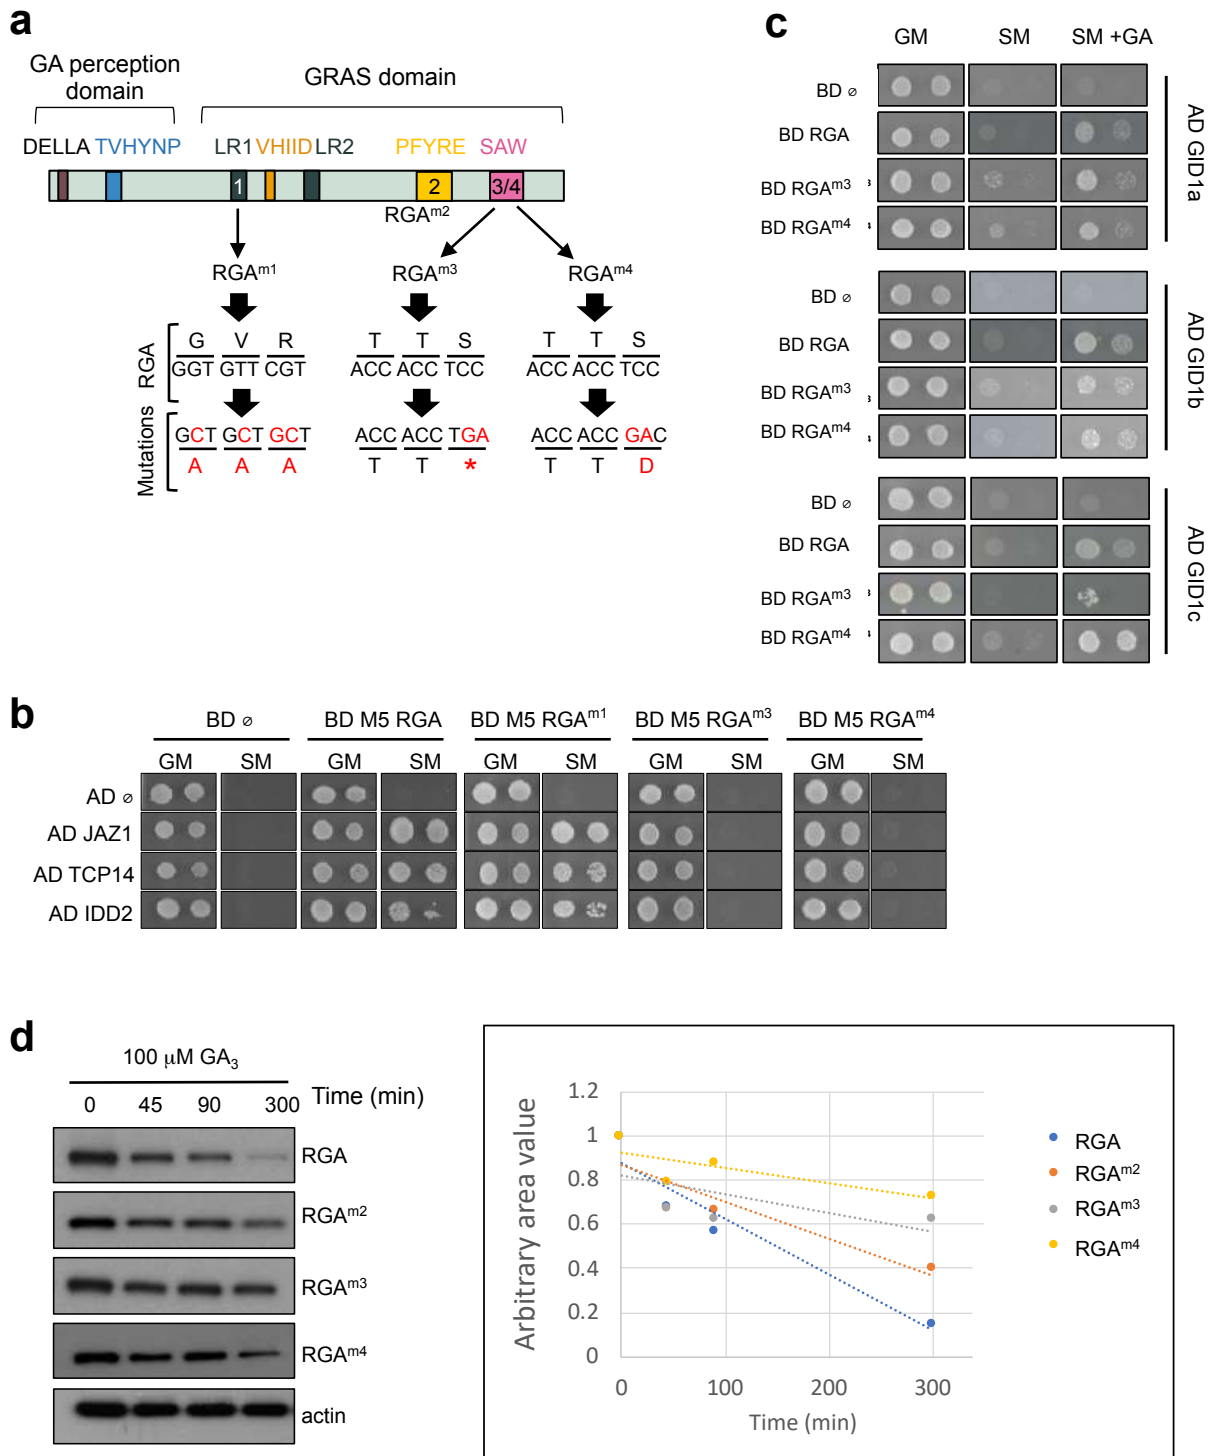 a
GA perception
domain
GRAS domain
DELLA TVHYNP LR1 VHIID LR2 PFYRE SAW
1 2 3/4
RGAm2
RGAm1 RGAm3 RGAm4
RGA
G V R T T S T T S
GGT GTT CGT ACC ACC TCC ACC ACC TCC
Mutations
GCT GCT GCT ACC ACC TGA ACC ACC GAC
A A A T T * T T D
c
GM SM SM +GA
BD ⌀
BD RGA
BD RGAm3
BD RGAm4
AD GID1a
BD ⌀
BD RGA
BD RGAm3
BD RGAm4
AD GID1b
BD ⌀
BD RGA
BD RGAm3
BD RGAm4
AD GID1c
b
BD ⌀ BD M5 RGA BD M5 RGAm1 BD M5 RGAm3 BD M5 RGAm4
GM SM GM SM GM SM GM SM GM SM
AD ⌀
AD JAZ1
AD TCP14
AD IDD2
d
100 μM GA3
0 45 90 300 Time (min)
RGA
RGAm2
RGAm3
RGAm4
actin
Arbitrary area value
1.2
1
0.8
0.6
0.4
0.2
0
0 100 200 300
Time (min)
RGA
RGAm2
RGAm3
RGAm4